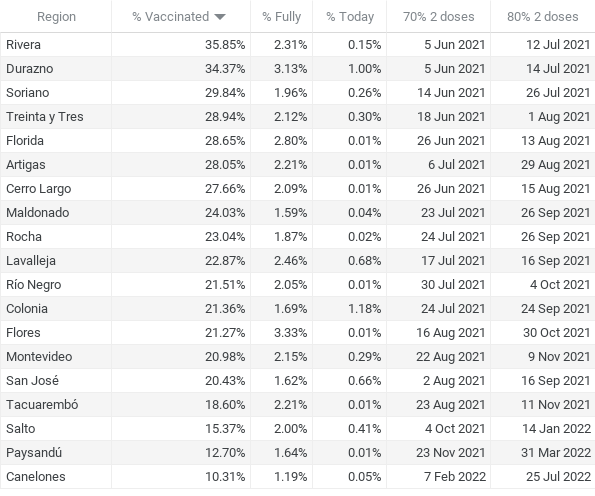 Region % Vaccinated % Fully % Today 70% 2 doses 80% 2 doses
Rivera 35.85% 2.31% 0.15% 5 Jun 2021 12 Jul 2021
Durazno 34.37% 3.13% 1.00% 5 Jun 2021 14 Jul 2021
Soriano 29.84% 1.96% 0.26% 14 Jun 2021 26 Jul 2021
Treinta y Tres 28.94% 2.12% 0.30% 18 Jun 2021 1 Aug 2021
Florida 28.65% 2.80% 0.01% 26 Jun 2021 13 Aug 2021
Artigas 28.05% 2.21% 0.01% 6 Jul 2021 29 Aug 2021
Cerro Largo 27.66% 2.09% 0.01% 26 Jun 2021 15 Aug 2021
Maldonado 24.03% 1.59% 0.04% 23 Jul 2021 26 Sep 2021
Rocha 23.04% 1.87% 0.02% 24 Jul 2021 26 Sep 2021
Lavalleja 22.87% 2.46% 0.68% 17 Jul 2021 16 Sep 2021
Río Negro 21.51% 2.05% 0.01% 30 Jul 2021 4 Oct 2021
Colonia 21.36% 1.69% 1.18% 24 Jul 2021 24 Sep 2021
Flores 21.27% 3.33% 0.01% 16 Aug 2021 30 Oct 2021
Montevideo 20.98% 2.15% 0.29% 22 Aug 2021 9 Nov 2021
San José 20.43% 1.62% 0.66% 2 Aug 2021 16 Sep 2021
Tacuarembó 18.60% 2.21% 0.01% 23 Aug 2021 11 Nov 2021
Salto 15.37% 2.00% 0.41% 4 Oct 2021 14 Jan 2022
Paysandú 12.70% 1.64% 0.01% 23 Nov 2021 31 Mar 2022
Canelones 10.31% 1.19% 0.05% 7 Feb 2022 25 Jul 2022